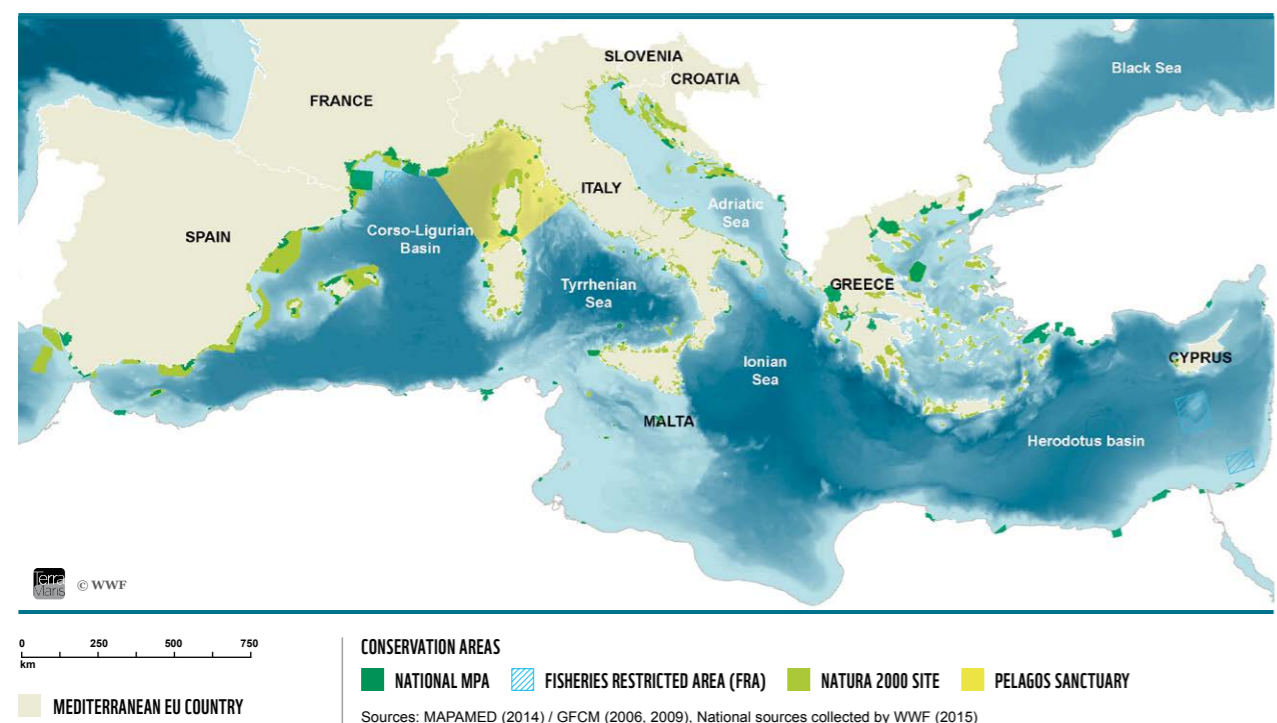 SLOVENIA
CROATIA
Black Sea
FRANCE
ITALY
Adriatic
Sea
SPAIN
Corso-Ligurian
Basin
Tyrrhenian
Sea
GREECE
CYPRUS
Ionian
Sea
MALTA
Herodotus basin
Terra
Maris
© WWF
0 250 500 750
km
MEDITERRANEAN EU COUNTRY
CONSERVATION AREAS
NATIONAL MPA FISHERIES RESTRICTED AREA (FRA) NATURA 2000 SITE PELAGOS SANCTUARY
Sources: MAPAMED (2014) / GFCM (2006, 2009), National sources collected by WWF (2015)